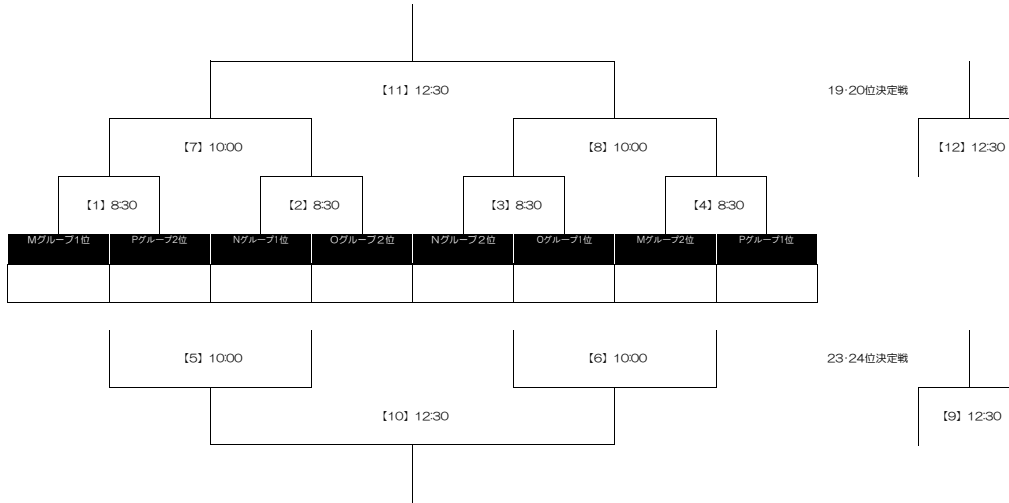 【11】 12:30
19・20位決定戦
【7】 10:00
【8】 10:00
【12】 12:30
【1】 8:30
【2】 8:30
【3】 8:30
【4】 8:30
Mグループ1位
Pグループ2位
Nグループ1位
Oグループ2位
Nグループ2位
Oグループ1位
Mグループ2位
Pグループ1位
【5】 10:00
【6】 10:00
23・24位決定戦
【10】 12:30
【9】 12:30